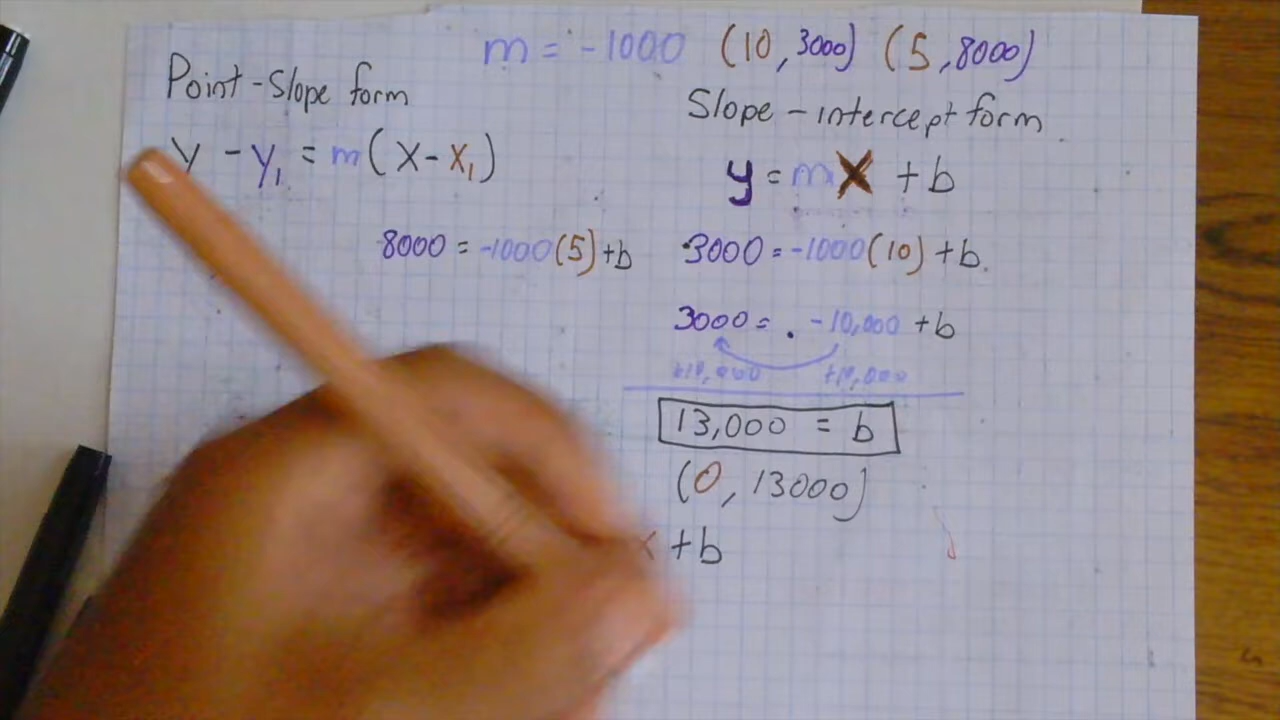 m = -1000 (10, 3000) (5, 8000)
Point-Slope form
y - y₁ = m(x - x₁)
Slope-intercept form
y = mx + b
8000 = -1000(5) + b
3000 = -1000(10) + b
3000 = -10,000 + b
+10,000 +10,000
13,000 = b
(0, 13000)
x + b